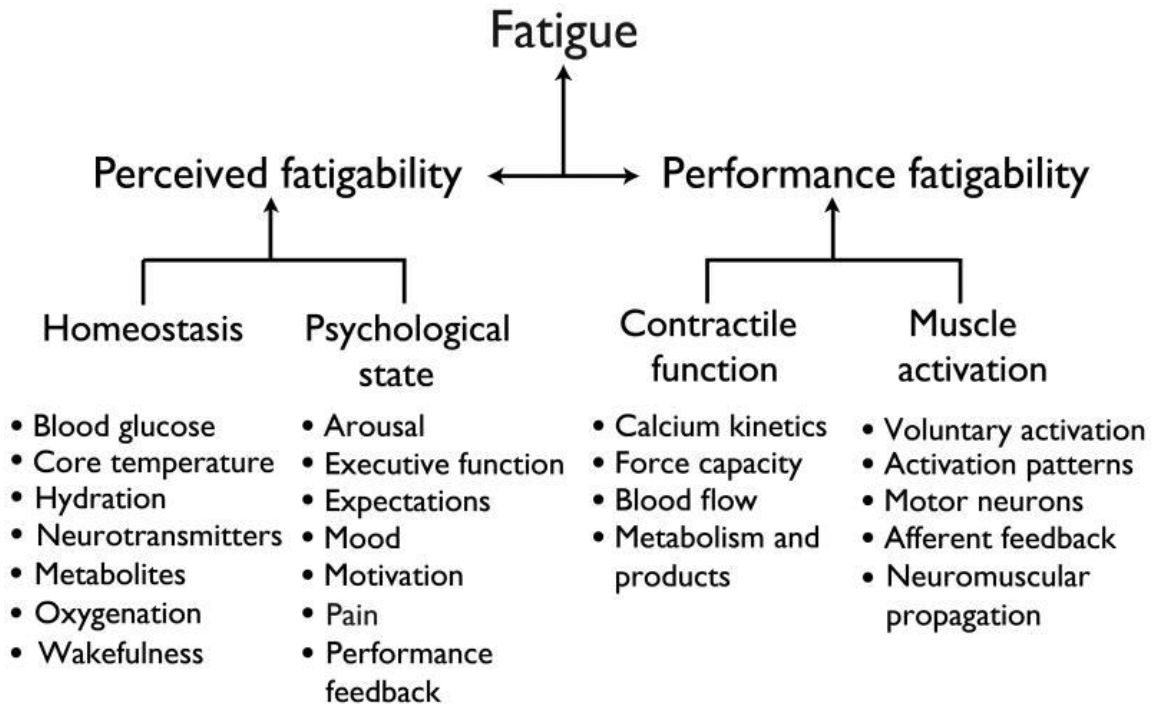 Fatigue
Perceived fatigability
Performance fatigability
Homeostasis
• Blood glucose
• Core temperature
• Hydration
• Neurotransmitters
• Metabolites
• Oxygenation
• Wakefulness
Psychological
state
• Arousal
• Executive function
• Expectations
• Mood
• Motivation
• Pain
• Performance
feedback
Contractile
function
• Calcium kinetics
• Force capacity
• Blood flow
• Metabolism and
products
Muscle
activation
• Voluntary activation
• Activation patterns
• Motor neurons
• Afferent feedback
• Neuromuscular
propagation